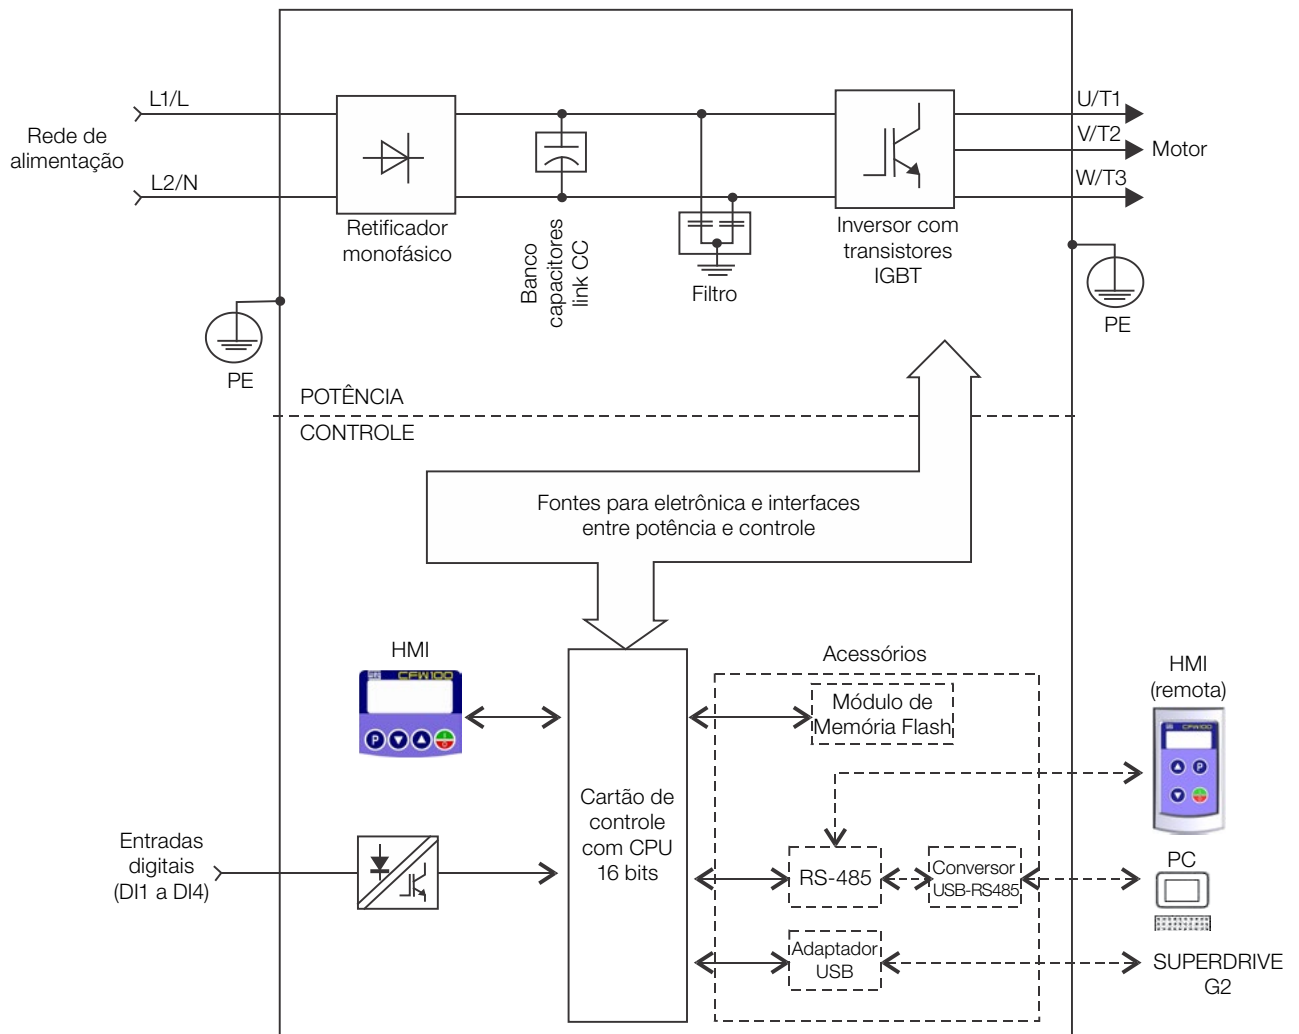 L1/L
Rede de
alimentação
L2/N
Retificador
monofásico
Banco
capacitores
link CC
Filtro
Inversor com
transistores
IGBT
U/T1
V/T2
Motor
W/T3
PE
PE
POTÊNCIA
CONTROLE
Fontes para eletrônica e interfaces
entre potência e controle
HMI
CFW100
P
Acessórios
Módulo de
Memória Flash
HMI
(remota)
CFW100
P
Cartão de
controle
com CPU
16 bits
Entradas
digitais
(DI1 a DI4)
RS-485
Conversor
USB-RS485
PC
Adaptador
USB
SUPERDRIVE
G2